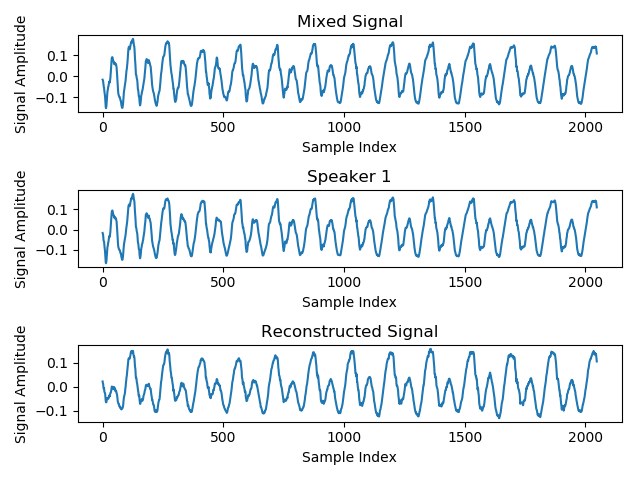 Mixed Signal
Signal Amplitude
0.1
0.0
−0.1
0 500 1000 1500 2000
Sample Index
Speaker 1
Signal Amplitude
0.1
0.0
−0.1
0 500 1000 1500 2000
Sample Index
Reconstructed Signal
Signal Amplitude
0.1
0.0
−0.1
0 500 1000 1500 2000
Sample Index